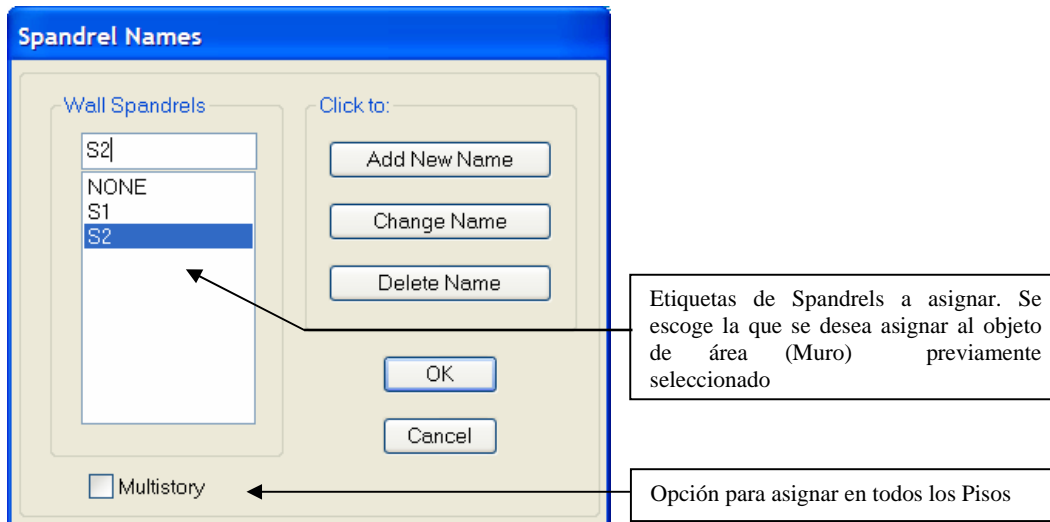 Spandrel Names
Wall Spandrels
S2
NONE
S1
S2
Click to:
Add New Name
Change Name
Delete Name
OK
Cancel
Multistory
Etiquetas de Spandrels a asignar. Se
escoge la que se desea asignar al objeto
de área (Muro) previamente
seleccionado
Opción para asignar en todos los Pisos